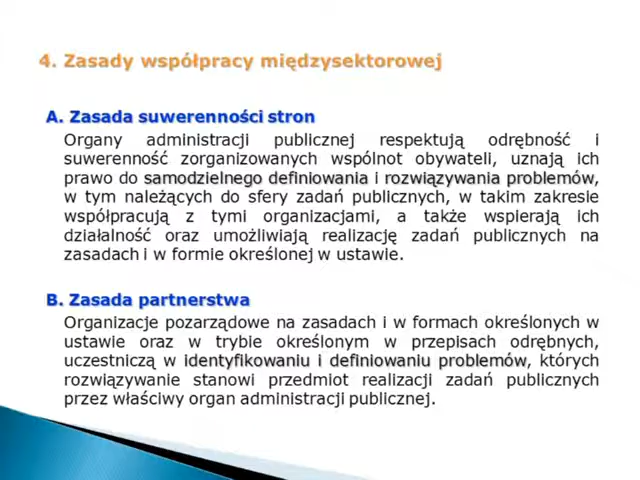 4. Zasady współpracy międzysektorowej
A. Zasada suwerenności stron
Organy administracji publicznej respektują odrębność i
suwerenność zorganizowanych wspólnot obywateli, uznają ich
prawo do samodzielnego definiowania i rozwiązywania problemów,
w tym należących do sfery zadań publicznych, w takim zakresie
współpracują z tymi organizacjami, a także wspierają ich
działalność oraz umożliwiają realizację zadań publicznych na
zasadach i w formie określonej w ustawie.
B. Zasada partnerstwa
Organizacje pozarządowe na zasadach i w formach określonych w
ustawie oraz w trybie określonym w przepisach odrębnych,
uczestniczą w identyfikowaniu i definiowaniu problemów, których
rozwiązywanie stanowi przedmiot realizacji zadań publicznych
przez właściwy organ administracji publicznej.